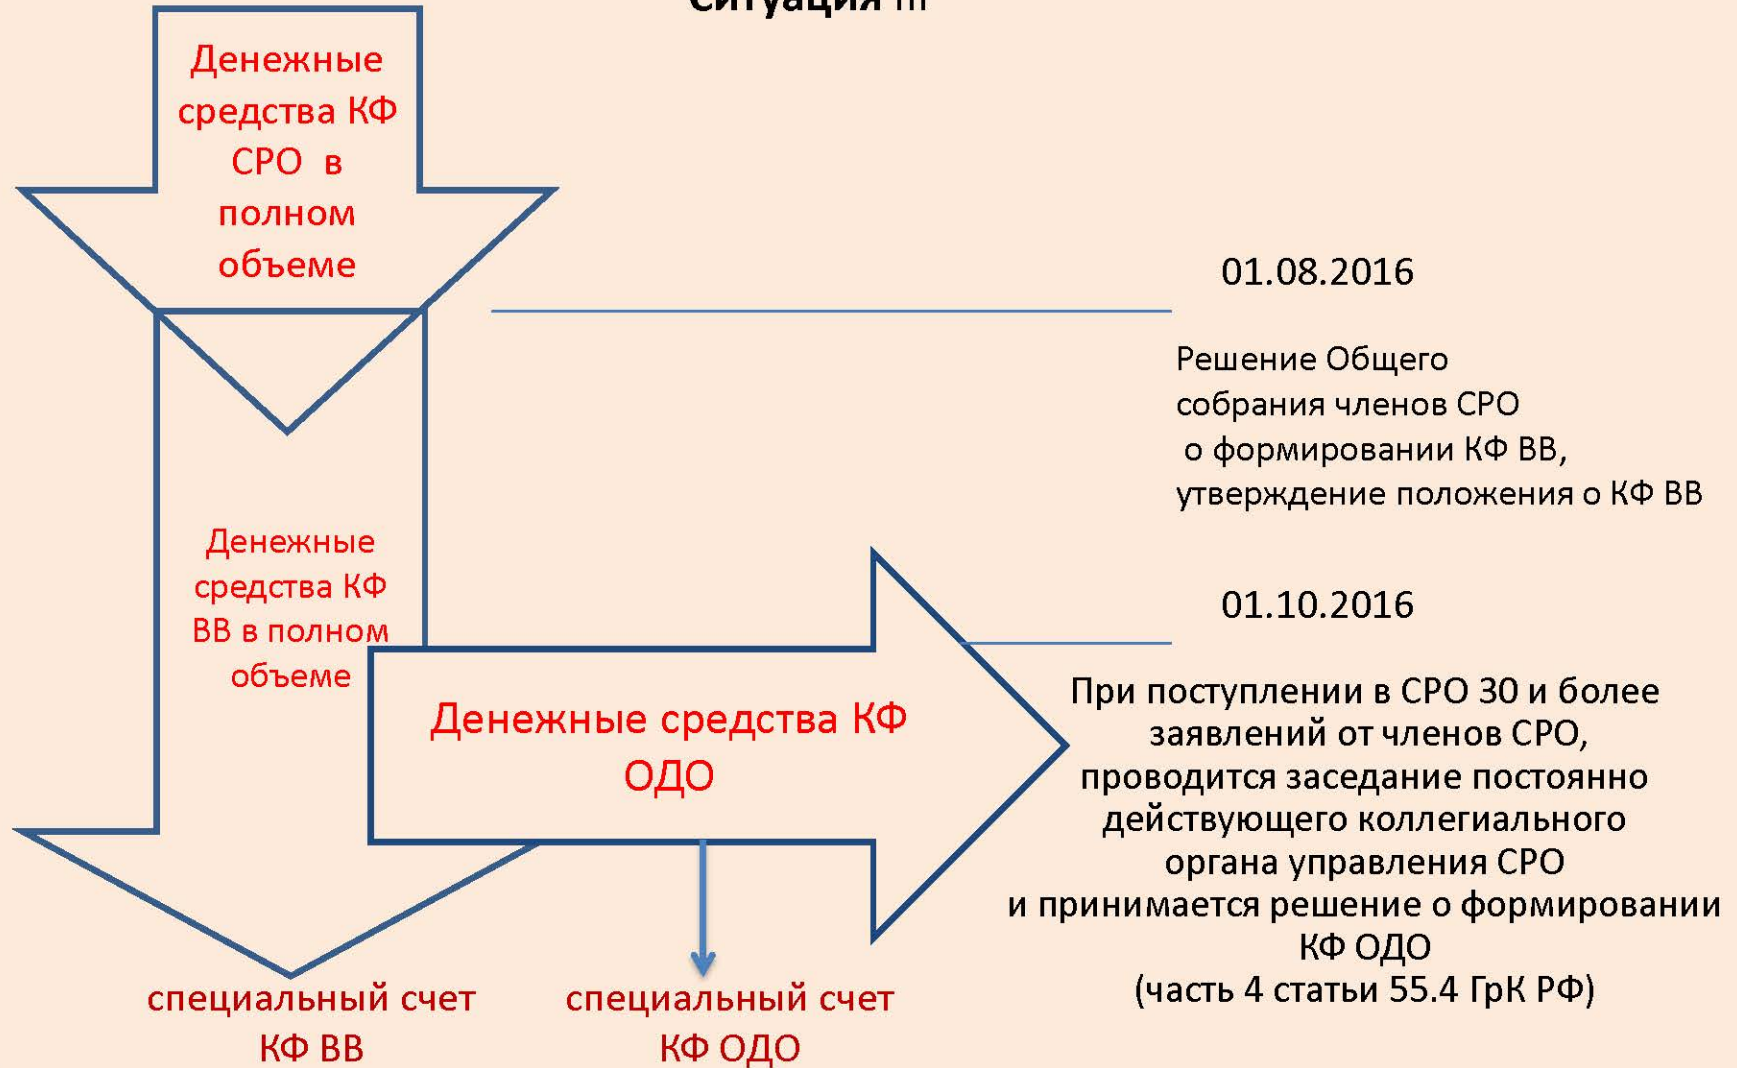 Ситуация III
Денежные
средства КФ
СРО в
полном
объеме
01.08.2016
Решение Общего
собрания членов СРО
о формировании КФ ВВ,
утверждение положения о КФ ВВ
Денежные
средства КФ
ВВ в полном
объеме
01.10.2016
Денежные средства КФ
ОДО
При поступлении в СРО 30 и более
заявлений от членов СРО,
проводится заседание постоянно
действующего коллегиального
органа управления СРО
и принимается решение о формировании
КФ ОДО
(часть 4 статьи 55.4 ГрК РФ)
специальный счет
КФ ВВ
специальный счет
КФ ОДО